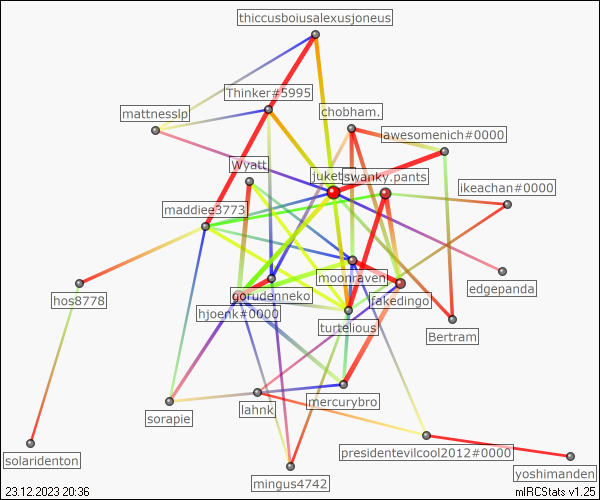 thiccusboiusalexusjoneus
Thinker#5995
mattnesslp
chobham.
awesomenich#0000
Wyatt
swanky.pants
ikeachan#0000
maddiee3773
moonraven
gorudenneko
edgepanda
hos8778
fakedingo
hjoenk#0000
turtelious
Bertram
sorapie
lahnk
mercurybro
presidentevilcool2012#0000
solaridenton
mingus4742
yoshimanden
23.12.2023 20:36
mIRCStats v1.25